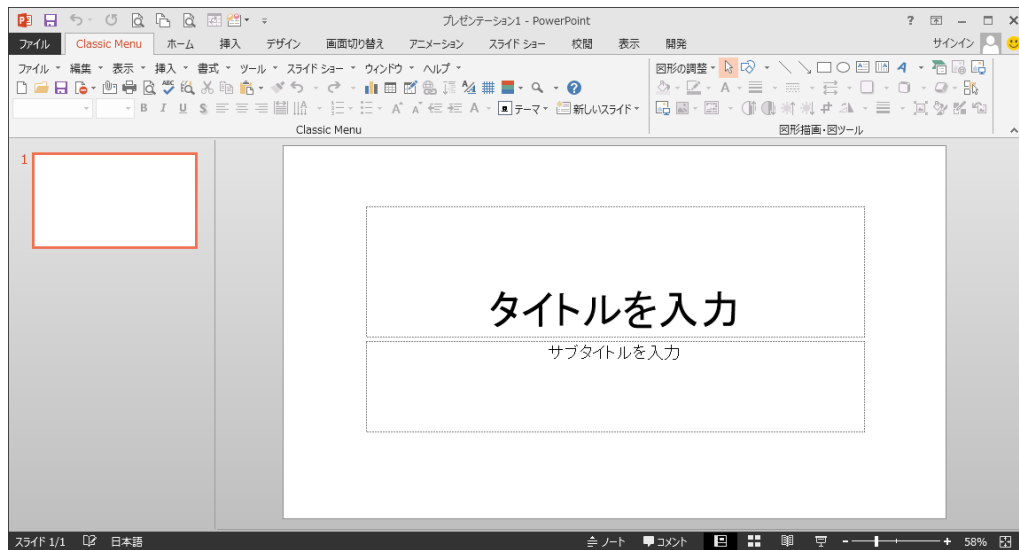 プレゼンテーション1 - PowerPoint
ファイル Classic Menu ホーム 挿入 デザイン 画面切り替え アニメーション スライド ショー 校閲 表示 開発 サインイン
ファイル 編集 表示 挿入 書式 ツール スライド ショー ウィンドウ ヘルプ 図形の調整
テーマ 新しいスライド
Classic Menu 図形描画・図ツール
1
タイトルを入力
サブタイトルを入力
スライド 1/1 日本語 ノート コメント 58%